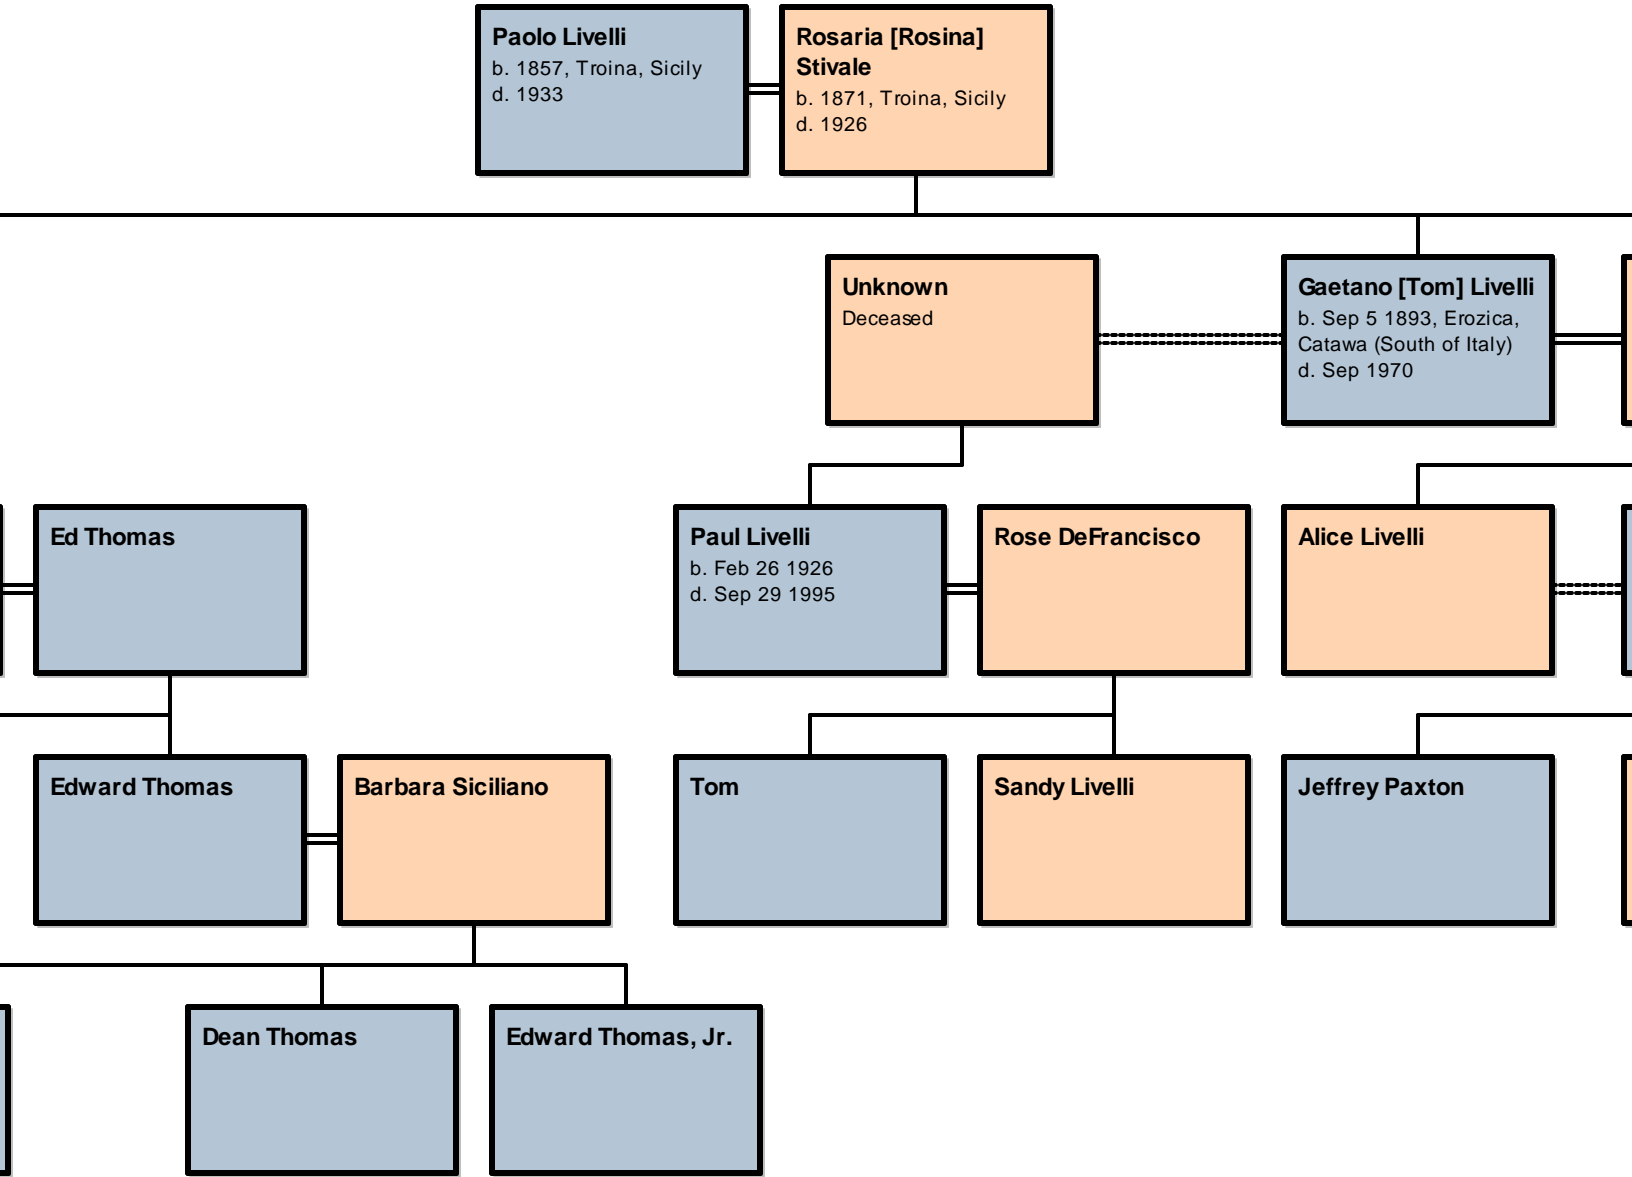 Paolo Livelli
b. 1857, Troina, Sicily
d. 1933
Rosaria [Rosina]
Stivale
b. 1871, Troina, Sicily
d. 1926
Unknown
Deceased
Gaetano [Tom] Livelli
b. Sep 5 1893, Erozica,
Catawa (South of Italy)
d. Sep 1970
Ed Thomas
Paul Livelli
b. Feb 26 1926
d. Sep 29 1995
Rose DeFrancisco
Alice Livelli
Edward Thomas
Barbara Siciliano
Tom
Sandy Livelli
Jeffrey Paxton
Dean Thomas
Edward Thomas, Jr.